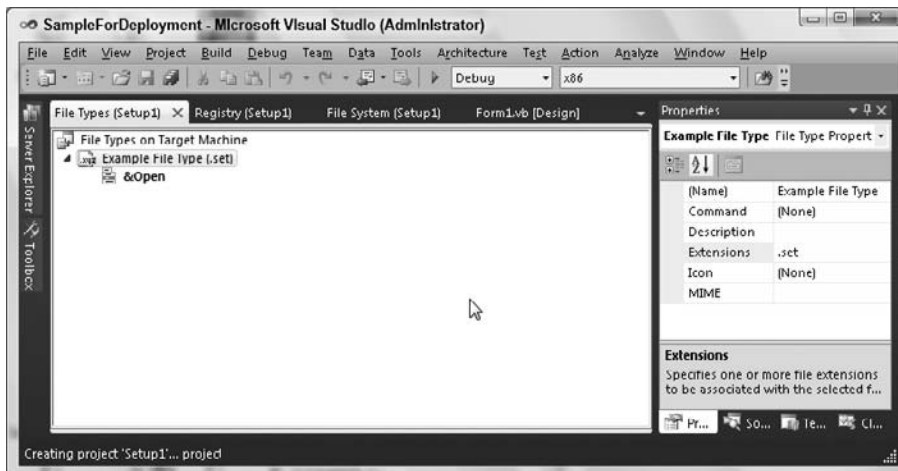 SampleForDeployment - Microsoft Visual Studio (Administrator)
File Edit View Project Build Debug Team Data Tools Architecture Test Action Analyze Window Help
Debug x86
Server Explorer
Toolbox
File Types (Setup1) Registry (Setup1) File System (Setup1) Form1.vb [Design]
File Types on Target Machine
Example File Type (.set)
&Open
Properties
Example File Type File Type Propert
(Name) Example File Type
Command (None)
Description
Extensions .set
Icon (None)
MIME
Extensions
Specifies one or more file extensions
to be associated with the selected f...
Pr... So... Te... Cl...
Creating project 'Setup1'... project